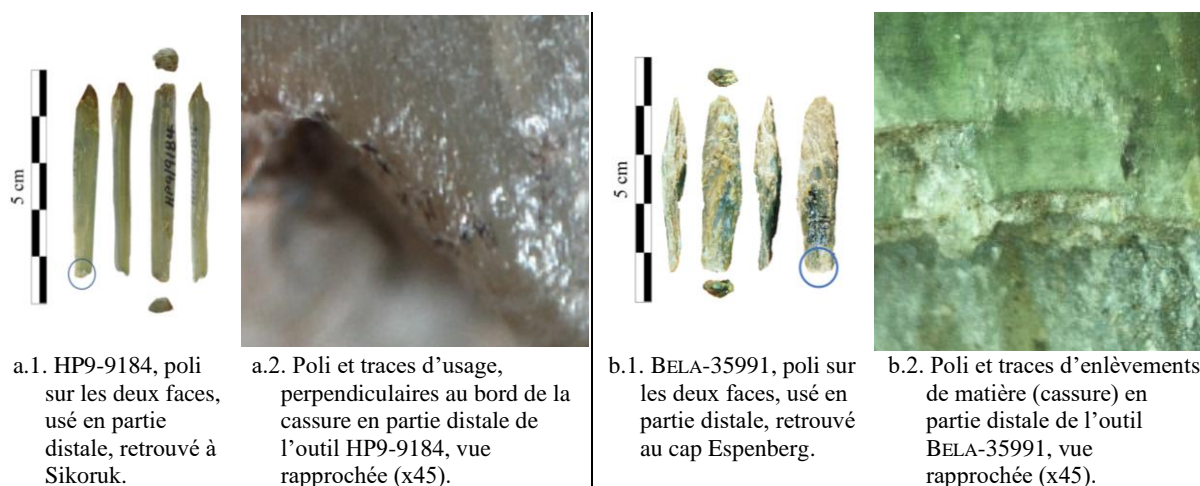 5 cm
HP9/9184
5 cm
a.1. HP9-9184, poli
sur les deux faces,
usé en partie
distale, retrouvé à
Sikoruk.
a.2. Poli et traces d’usage,
perpendiculaires au bord de la
cassure en partie distale de
l’outil HP9-9184, vue
rapprochée (x45).
b.1. BELA-35991, poli sur
les deux faces, usé en
partie distale, retrouvé
au cap Espenberg.
b.2. Poli et traces d’enlèvements
de matière (cassure) en
partie distale de l’outil
BELA-35991, vue
rapprochée (x45).